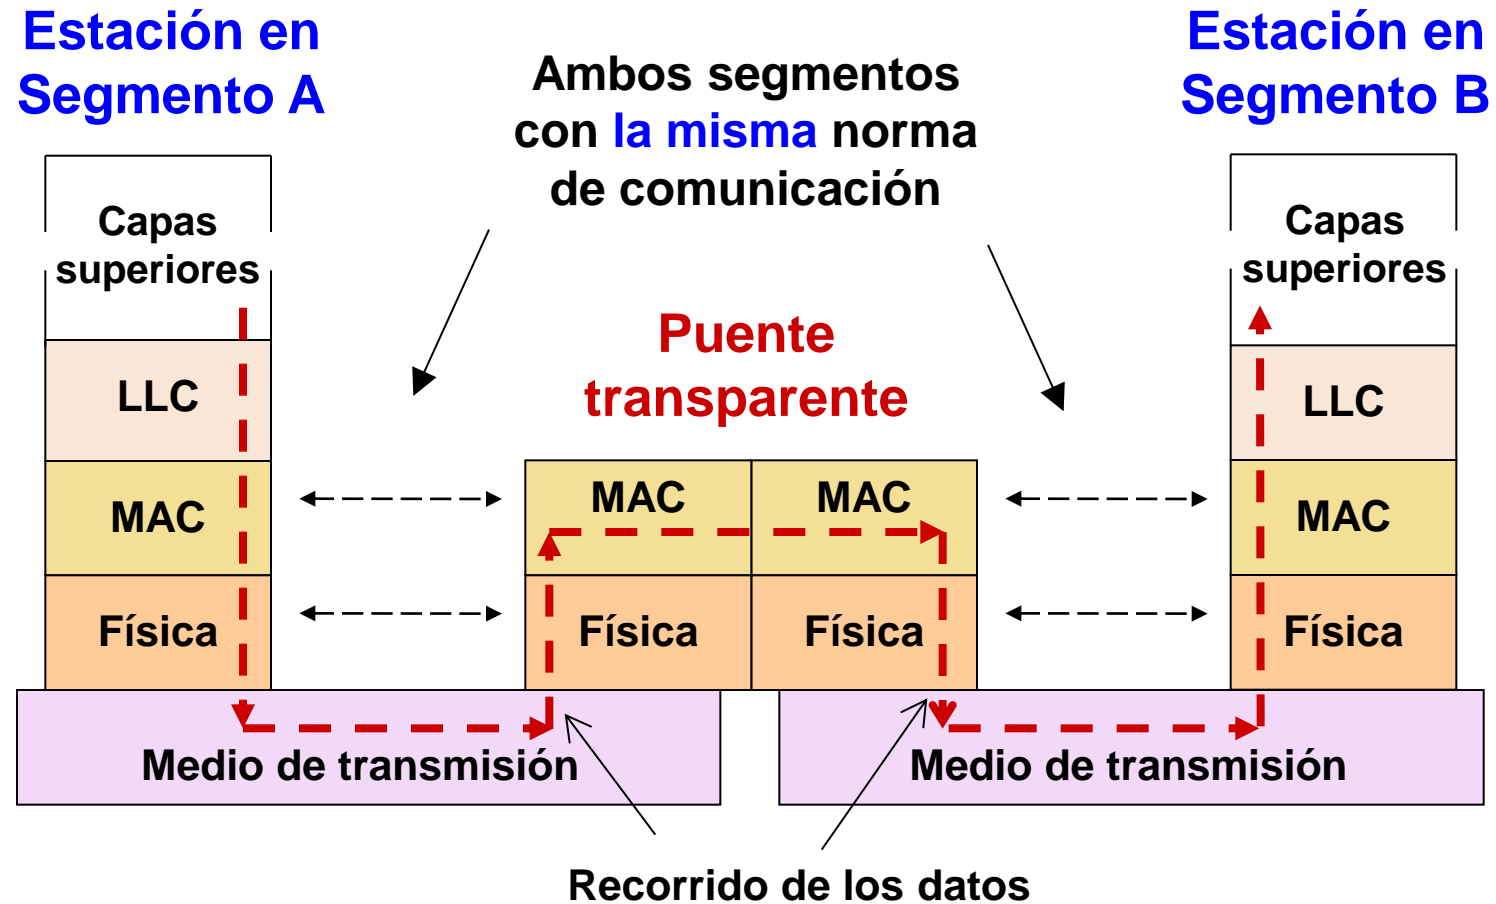 Estación en
Segmento A
Ambos segmentos
con la misma norma
de comunicación
Estación en
Segmento B
Capas
superiores
LLC
MAC
Física
Puente
transparente
MAC MAC
Física Física
Capas
superiores
LLC
MAC
Física
Medio de transmisión
Medio de transmisión
Recorrido de los datos